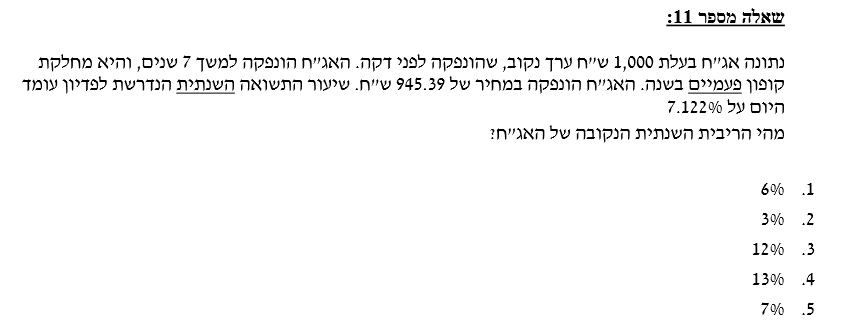 שאלה מספר 11:
נתונה אג"ח בעלת 1,000 ש"ח ערך נקוב, שהונפקה לפני דקה. האג"ח הונפקה למשך 7 שנים, והיא מחלקת
קופון פעמיים בשנה. האג"ח הונפקה במחיר של 945.39 ש"ח. שיעור התשואה השנתית הנדרשת לפדיון עומד
היום על 7.122%
מהי הריבית השנתית הנקובה של האג"ח?
1. 6%
2. 3%
3. 12%
4. 13%
5. 7%